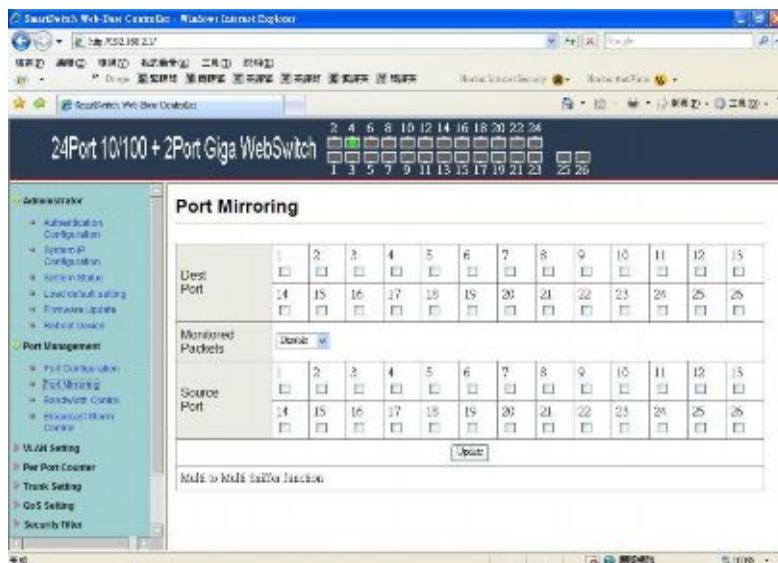 SmartSwitch Web-Base Controller - Windows Internet Explorer
24Port 10/100 + 2Port Giga WebSwitch
2 4 6 8 10 12 14 16 18 20 22 24
1 3 5 7 9 11 13 15 17 19 21 23 25 26
Administrator
Authentication Configuration
System IP Configuration
System Status
Load default setting
Firmware Update
Reboot Device
Port Management
Port Configuration
Port Mirroring
Bandwidth Control
Broadcast Storm Control
VLAN Setting
Per Port Counter
Trunk Setting
QoS Setting
Security Filter
Port Mirroring
Dest Port
1 2 3 4 5 6 7 8 9 10 11 12 13
14 15 16 17 18 19 20 21 22 23 24 25 26
Monitored Packets
Disable
Source Port
1 2 3 4 5 6 7 8 9 10 11 12 13
14 15 16 17 18 19 20 21 22 23 24 25 26
Update
Multi to Multi Sniffer function